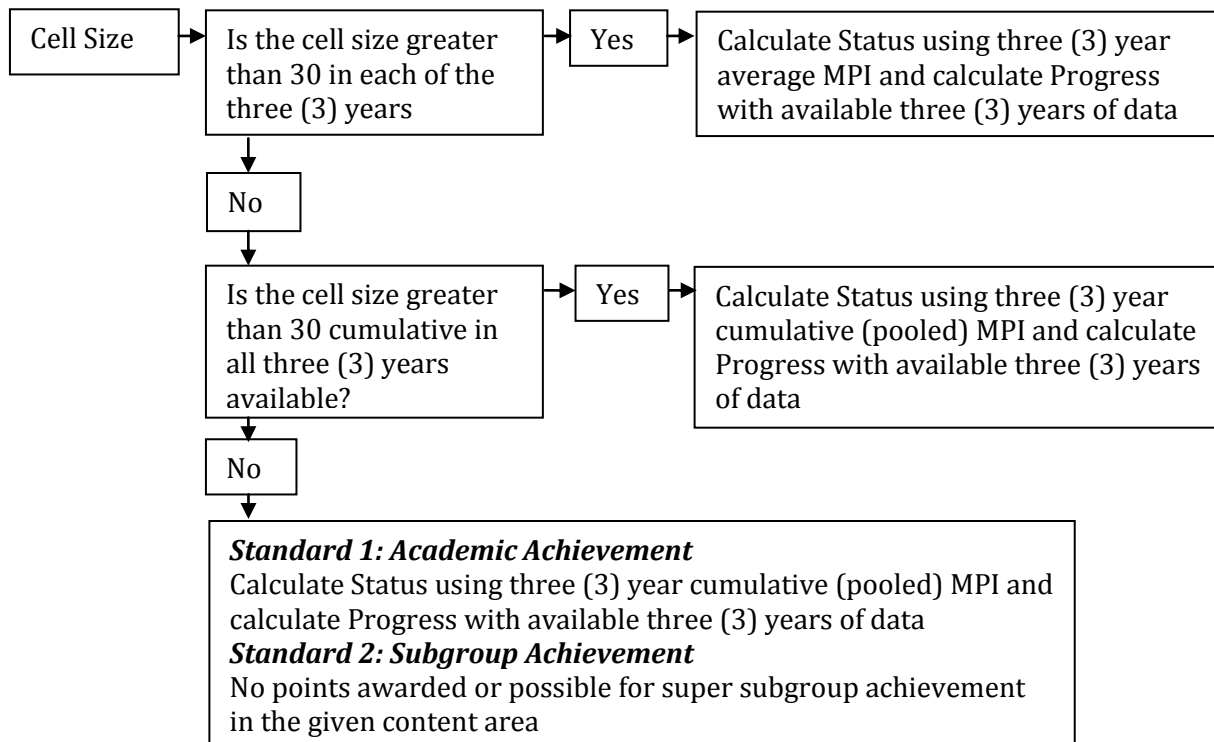 Cell Size
Is the cell size greater
than 30 in each of the
three (3) years
Yes
Calculate Status using three (3) year
average MPI and calculate Progress
with available three (3) years of data
No
Is the cell size greater
than 30 cumulative in
all three (3) years
available?
Yes
Calculate Status using three (3) year
cumulative (pooled) MPI and calculate
Progress with available three (3) years
of data
No
Standard 1: Academic Achievement
Calculate Status using three (3) year cumulative (pooled) MPI and
calculate Progress with available three (3) years of data
Standard 2: Subgroup Achievement
No points awarded or possible for super subgroup achievement
in the given content area